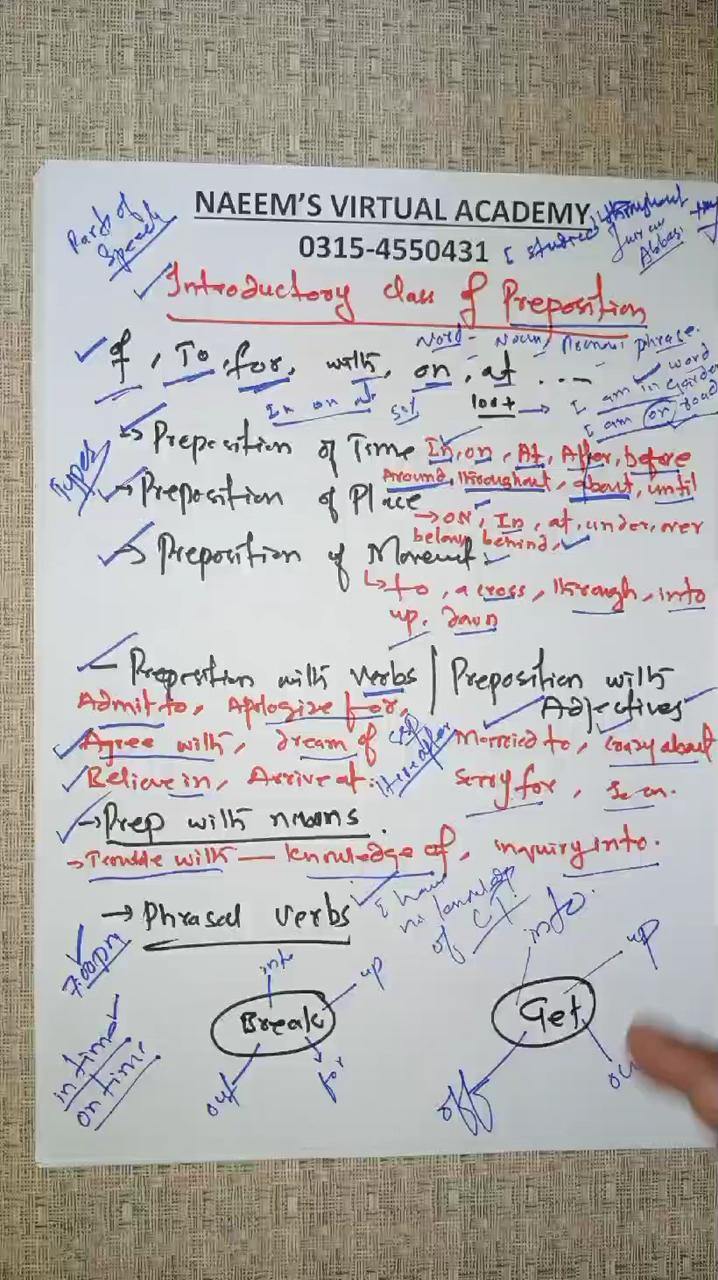 Parts of
Speech
NAEEM'S VIRTUAL ACADEMY
0315-4550431
I studied throughout
Introductory class of Preposition
Word - Noun, Pronoun, phrase.
of, To, for, with, on, at ...
In on at
I am in garden
I am on road
Types
→ Preposition of Time In, on, At, After, before
Around, throughout, about, until
→ Preposition of Place
→ ON, In, at, under, over
below, behind,
→ Preposition of Movement
↳ to, across, through, into
up, down
- Preposition with verbs | Preposition with
Adjectives
Admit to, Apologize for,
Agree with, dream of
Married to, crazy about
Believe in, Arrive at.
sorry for,
→ Prep with nouns.
→ Trouble with - knowledge of, inquiry into.
I have
no knowledge
of
→ Phrasal verbs
7:00pm
Break
into
up
out
for
Get
info.
up
off
in time
on time.